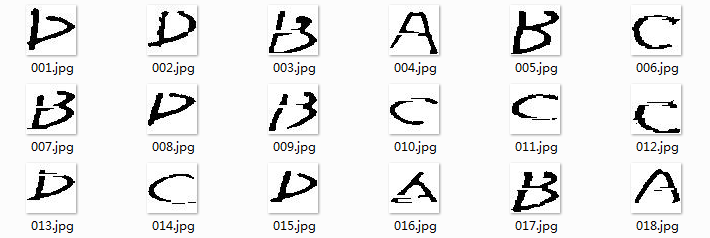 D D B A B C
001.jpg 002.jpg 003.jpg 004.jpg 005.jpg 006.jpg
B D B C C C
007.jpg 008.jpg 009.jpg 010.jpg 011.jpg 012.jpg
D C D A B A
013.jpg 014.jpg 015.jpg 016.jpg 017.jpg 018.jpg